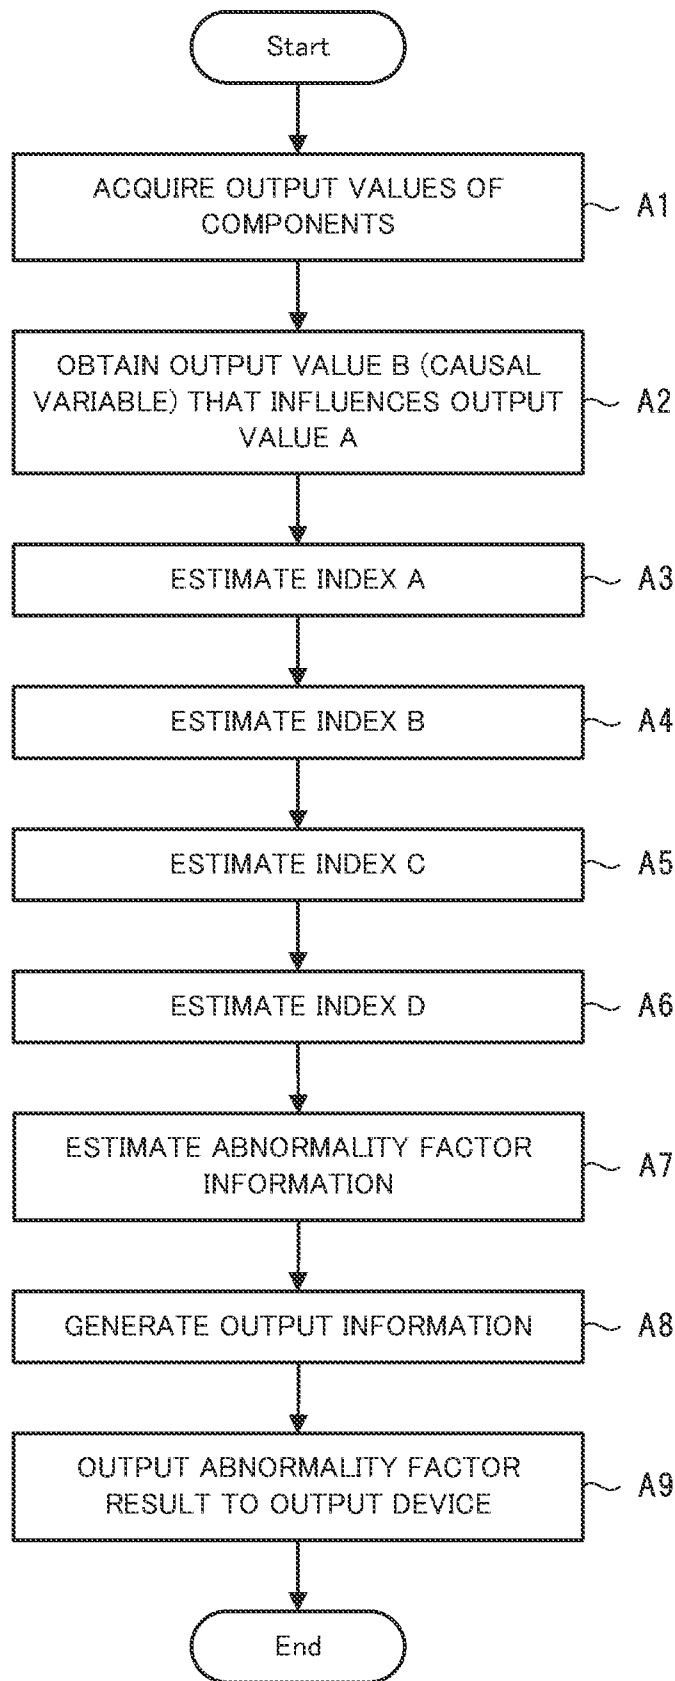 Start
ACQUIRE OUTPUT VALUES OF
COMPONENTS
A1
OBTAIN OUTPUT VALUE B (CAUSAL
VARIABLE) THAT INFLUENCES OUTPUT
VALUE A
A2
ESTIMATE INDEX A
A3
ESTIMATE INDEX B
A4
ESTIMATE INDEX C
A5
ESTIMATE INDEX D
A6
ESTIMATE ABNORMALITY FACTOR
INFORMATION
A7
GENERATE OUTPUT INFORMATION
A8
OUTPUT ABNORMALITY FACTOR
RESULT TO OUTPUT DEVICE
A9
End